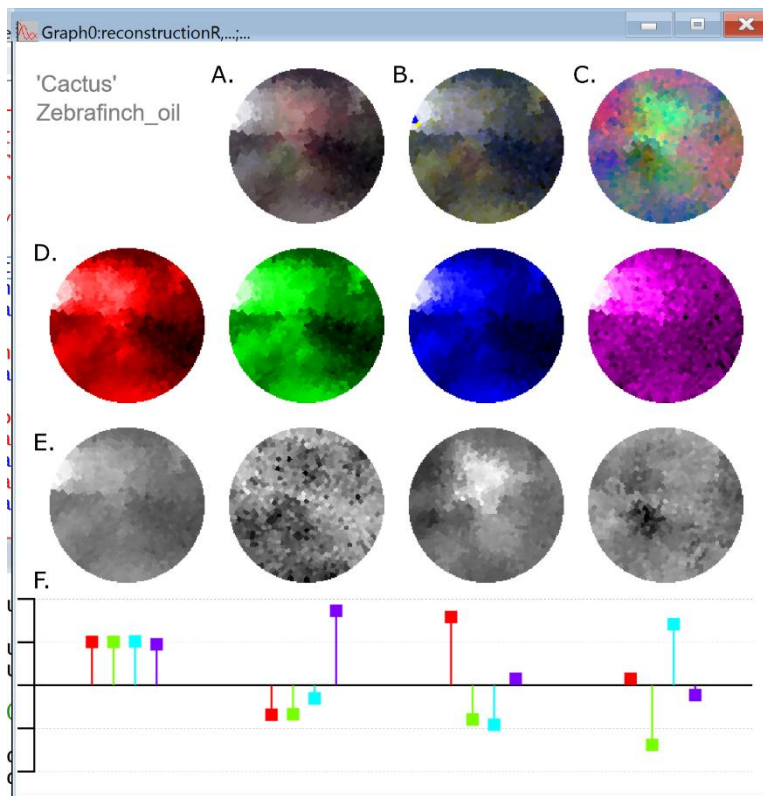 Graph0:reconstructionR,...;...
'Cactus'
Zebrafinch_oil
A.
B.
C.
D.
E.
F.